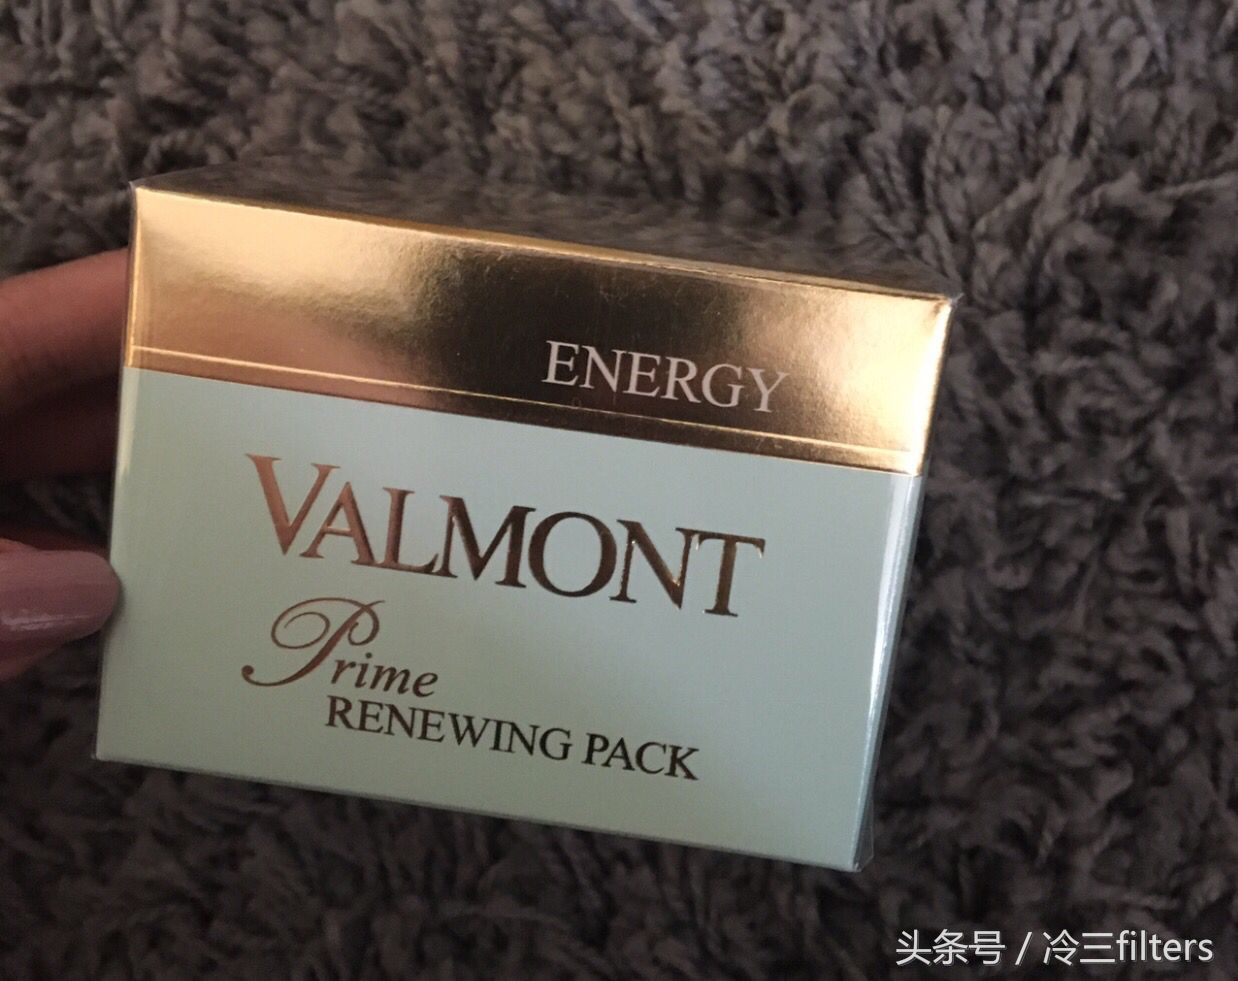 ENERGY
VALMONT
Prime
RENEWING PACK
头条号 / 冷三filters